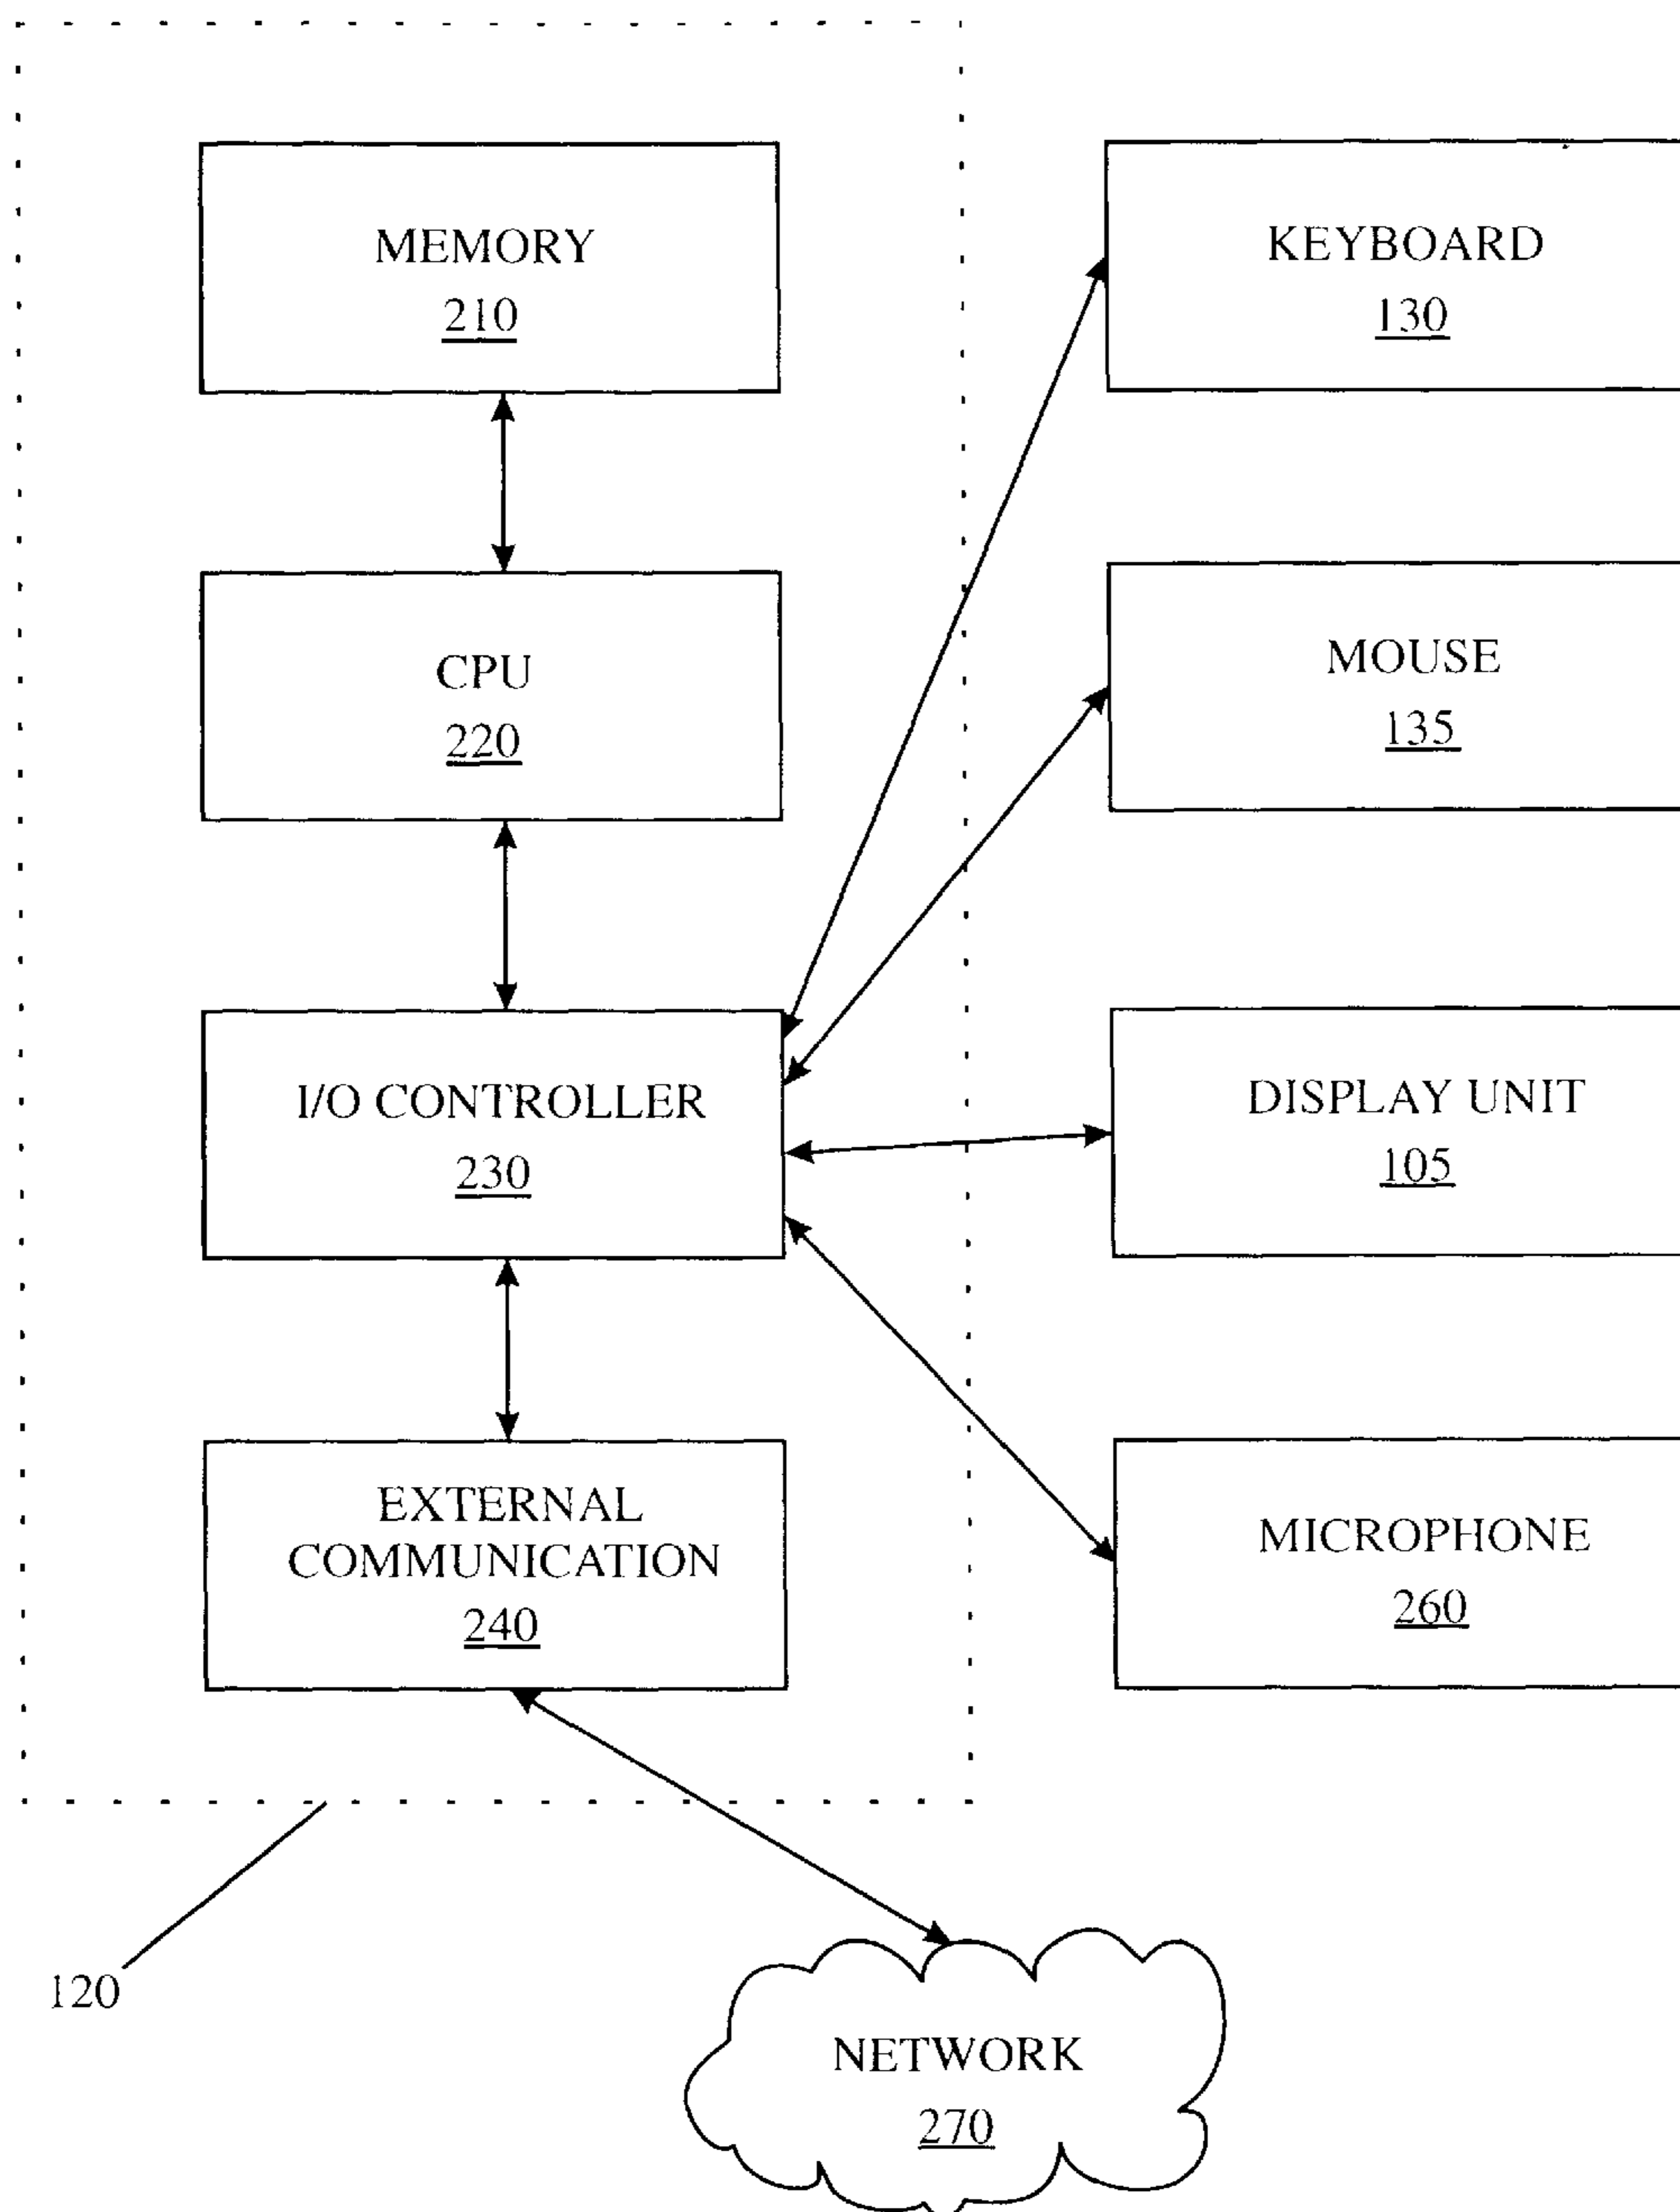 MEMORY
210
KEYBOARD
130
CPU
220
MOUSE
135
I/O CONTROLLER
230
DISPLAY UNIT
105
EXTERNAL
COMMUNICATION
240
MICROPHONE
260
120
NETWORK
270